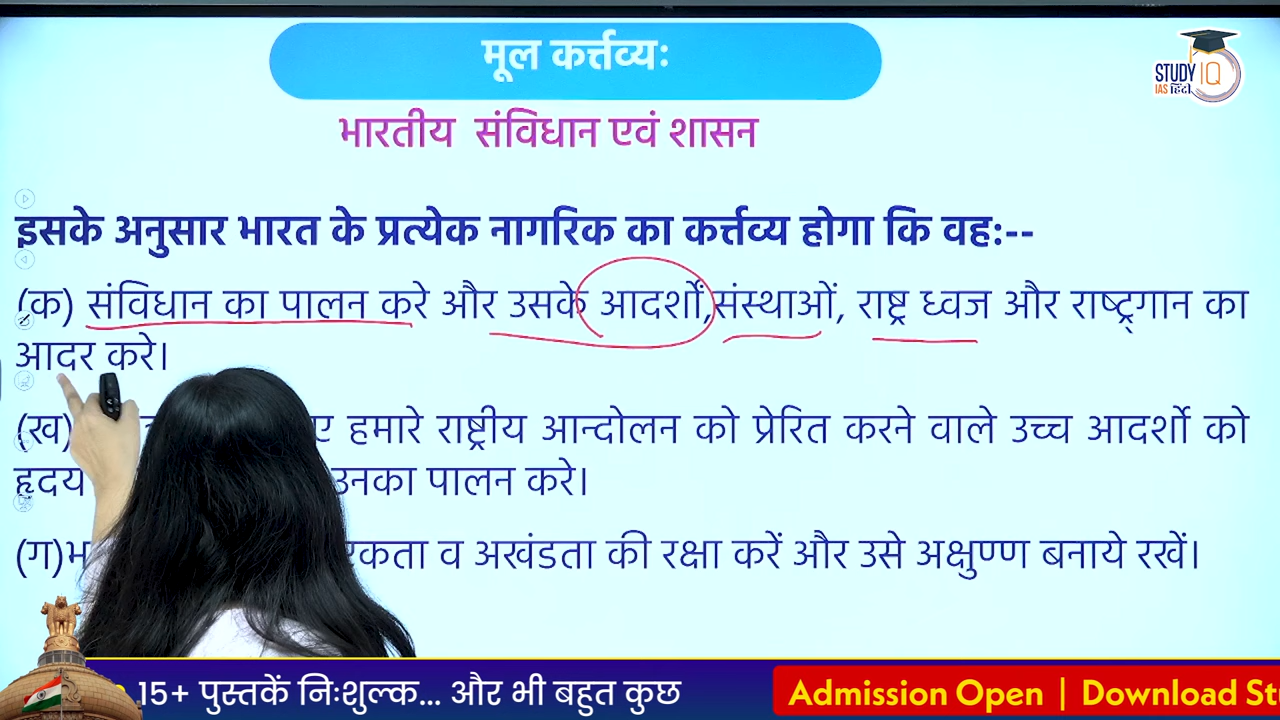 मूल कर्त्तव्यः
STUDY IQ
IAS हिंदी
भारतीय संविधान एवं शासन
इसके अनुसार भारत के प्रत्येक नागरिक का कर्त्तव्य होगा कि वह:--
(क) संविधान का पालन करे और उसके आदर्शों,संस्थाओं, राष्ट्र ध्वज और राष्ट्रगान का
आदर करे।
(ख) हमारे राष्ट्रीय आन्दोलन को प्रेरित करने वाले उच्च आदर्शो को
हृदय उनका पालन करे।
(ग) व अखंडता की रक्षा करें और उसे अक्षुण्ण बनाये रखें।
15+ पुस्तकें निःशुल्क... और भी बहुत कुछ
Admission Open | Download